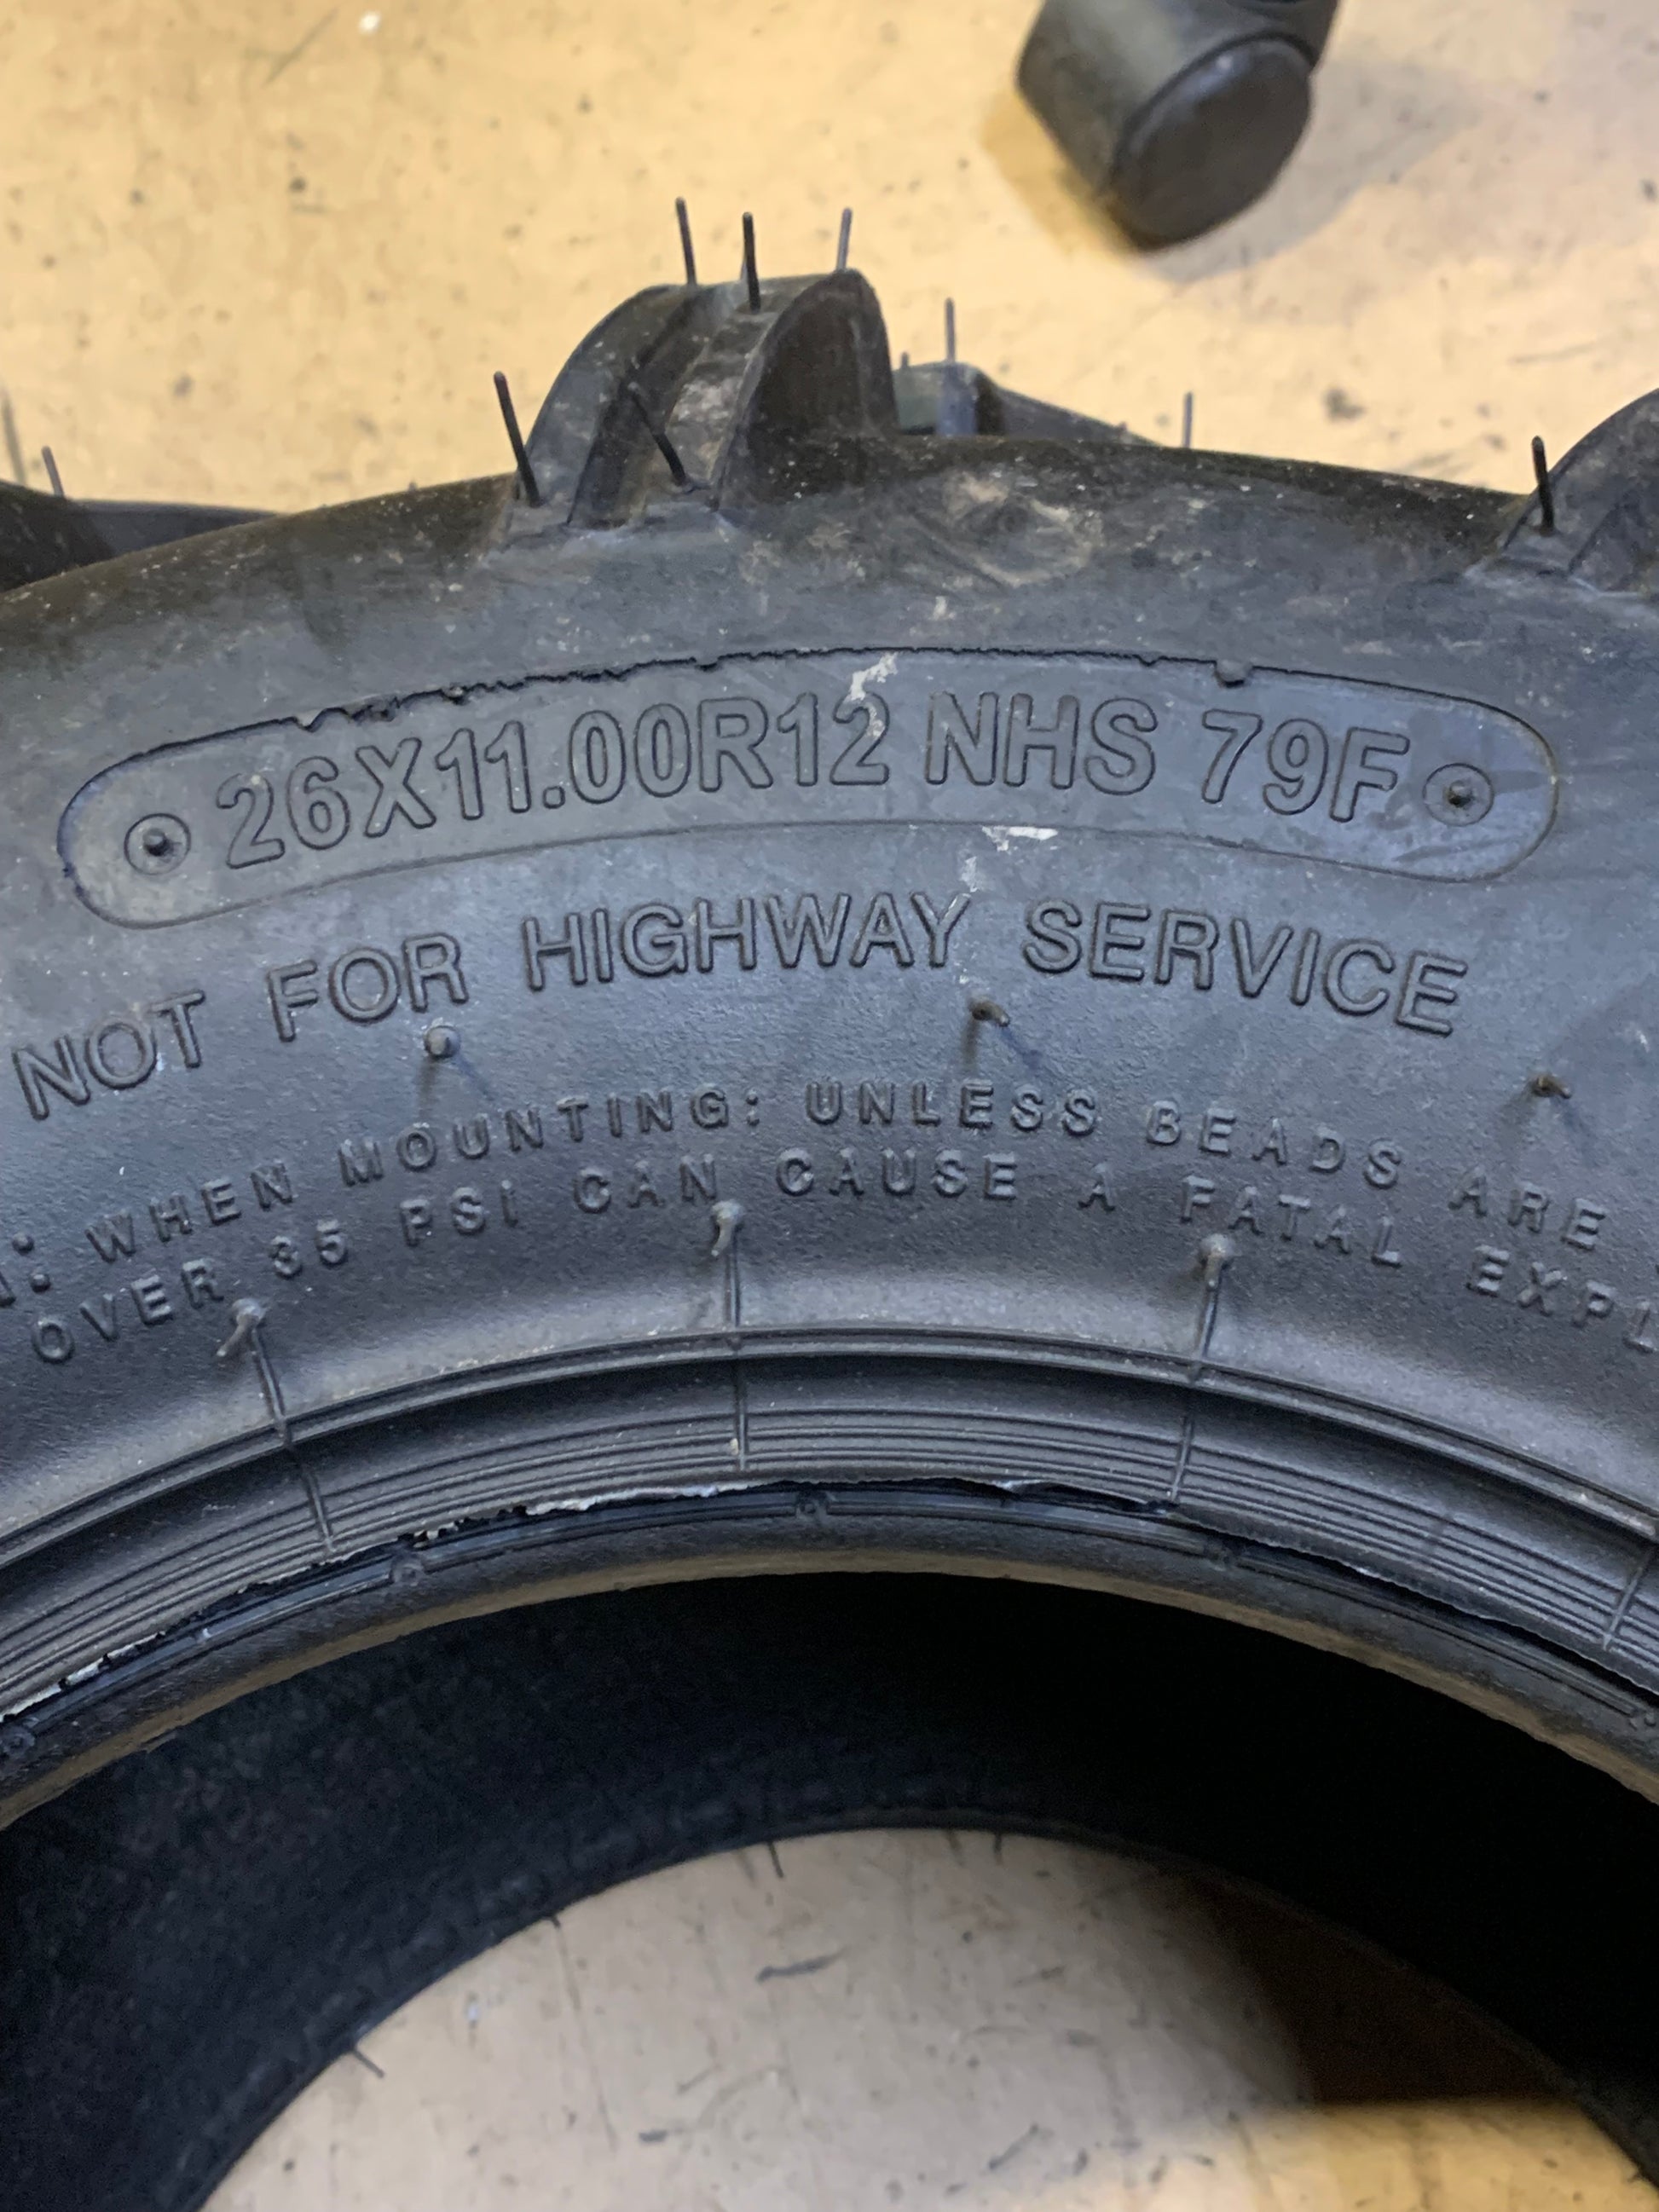 26X11.00R12 NHS 79F
NOT FOR HIGHWAY SERVICE
: WHEN MOUNTING: UNLESS BEADS ARE
OVER 35 PSI CAN CAUSE A FATAL EXPL